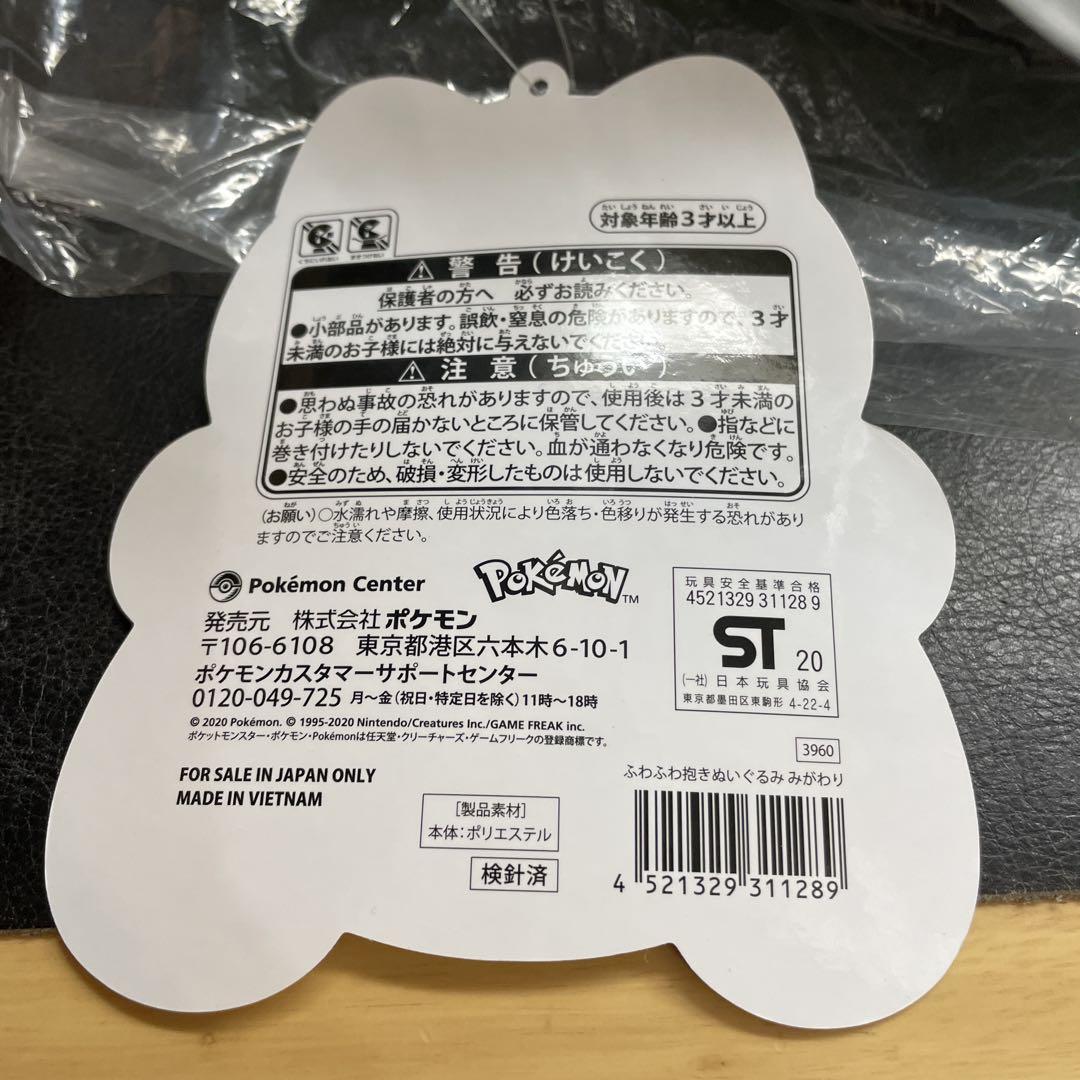 対象年齢3才以上
くちにいれない まきつけない
警告（けいこく）
保護者の方へ 必ずお読みください。
●小部品があります。誤飲・窒息の危険がありますので、3才
未満のお子様には絶対に与えないでください。
注意（ちゅうい）
●思わぬ事故の恐れがありますので、使用後は3才未満の
お子様の手の届かないところに保管してください。●指などに
巻き付けたりしないでください。血が通わなくなり危険です。
●安全のため、破損・変形したものは使用しないでください。
（お願い）○水濡れや摩擦、使用状況により色落ち・色移りが発生する恐れがあり
ますのでご注意ください。
Pokémon Center
POKéMON™
発売元 株式会社ポケモン
〒106-6108 東京都港区六本木6-10-1
ポケモンカスタマーサポートセンター
0120-049-725 月〜金（祝日・特定日を除く）11時〜18時
© 2020 Pokémon. © 1995-2020 Nintendo/Creatures Inc./GAME FREAK inc.
ポケットモンスター・ポケモン・Pokémonは任天堂・クリーチャーズ・ゲームフリークの登録商標です。
玩具安全基準合格
4521329 31128 9
ST 20
(一社) 日本玩具協会
東京都墨田区東駒形 4-22-4
FOR SALE IN JAPAN ONLY
MADE IN VIETNAM
[製品素材]
本体：ポリエステル
検針済
3960
ふわふわ抱きぬいぐるみ みがわり
4 521329 311289